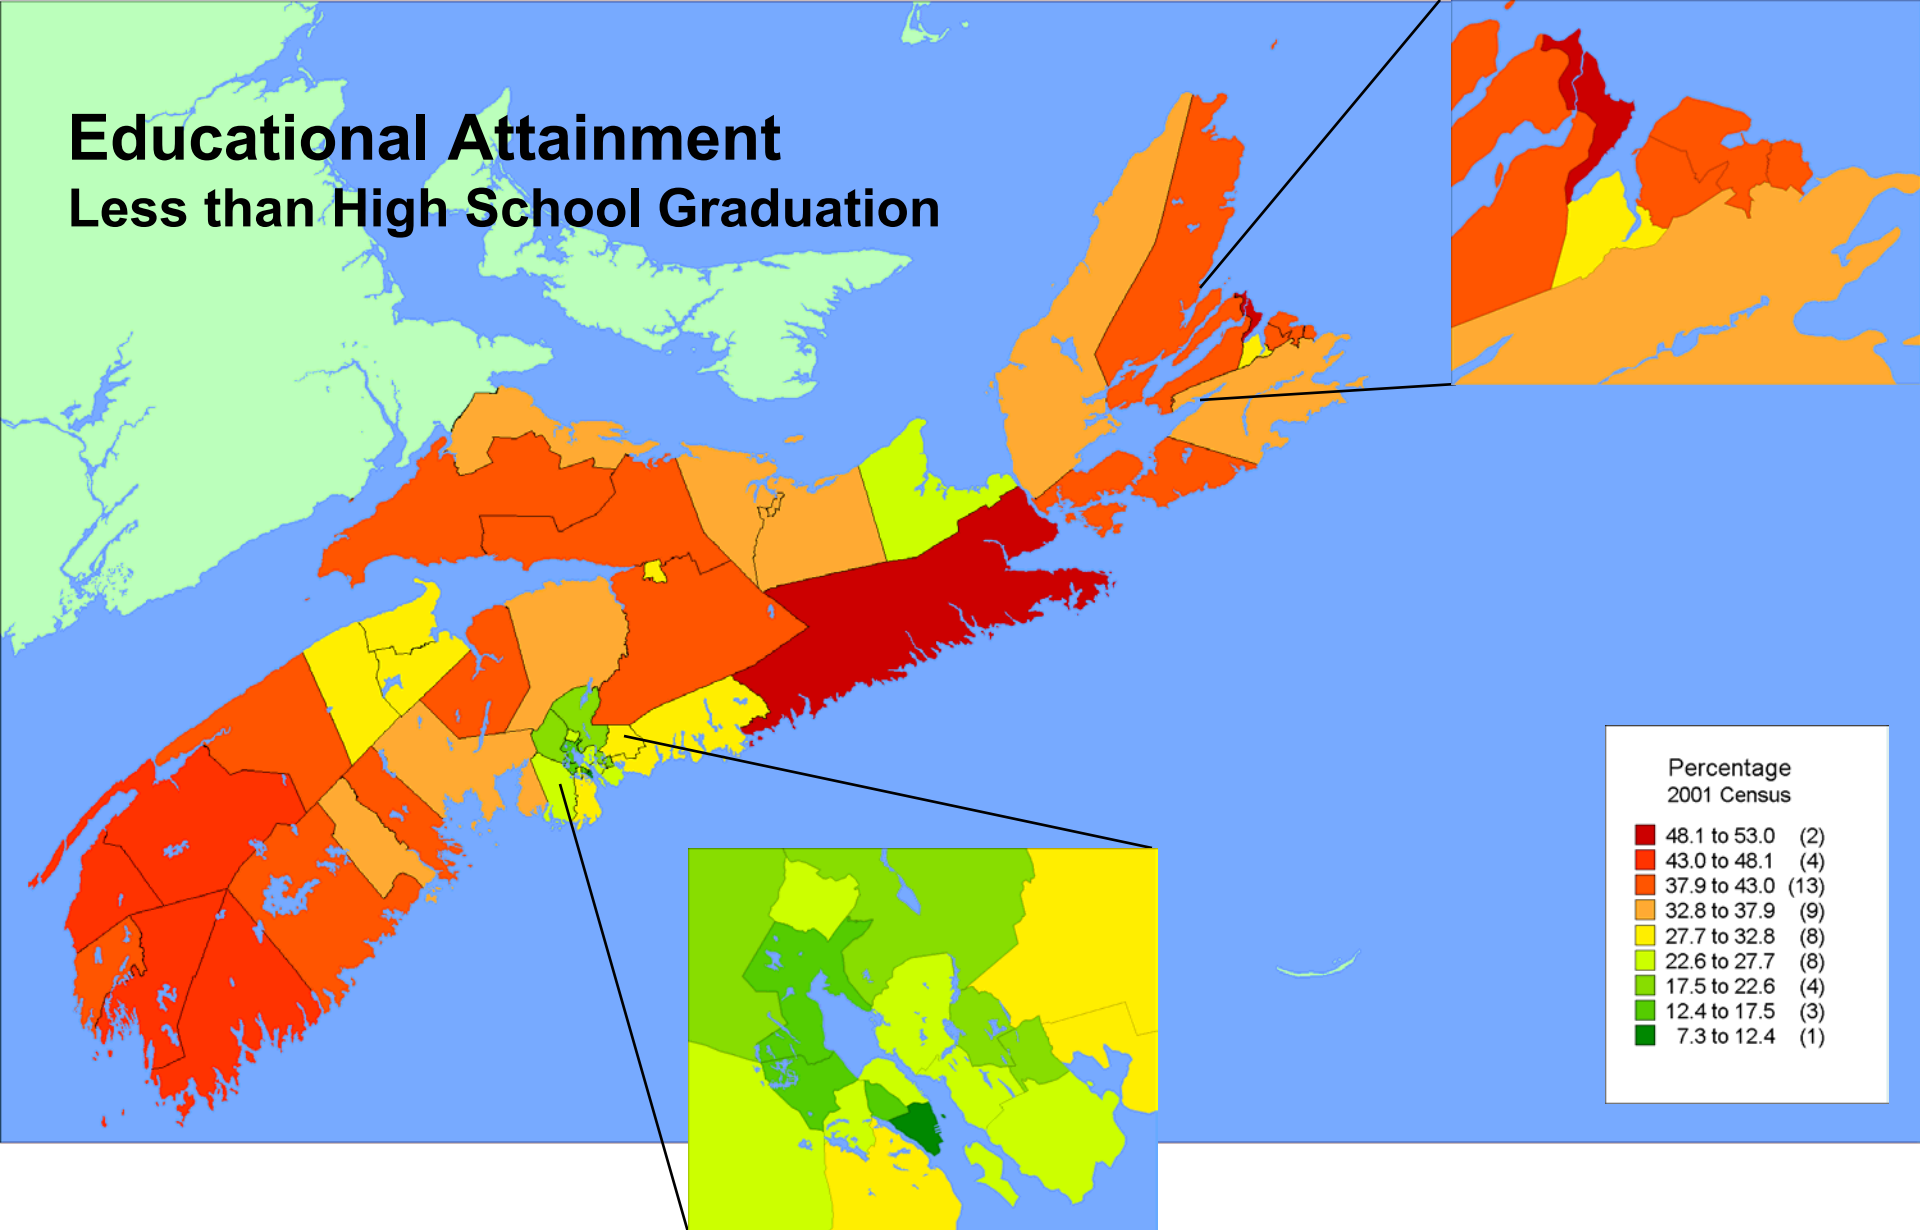 Educational Attainment
Less than High School Graduation
Percentage
2001 Census
48.1 to 53.0 (2)
43.0 to 48.1 (4)
37.9 to 43.0 (13)
32.8 to 37.9 (9)
27.7 to 32.8 (8)
22.6 to 27.7 (8)
17.5 to 22.6 (4)
12.4 to 17.5 (3)
7.3 to 12.4 (1)